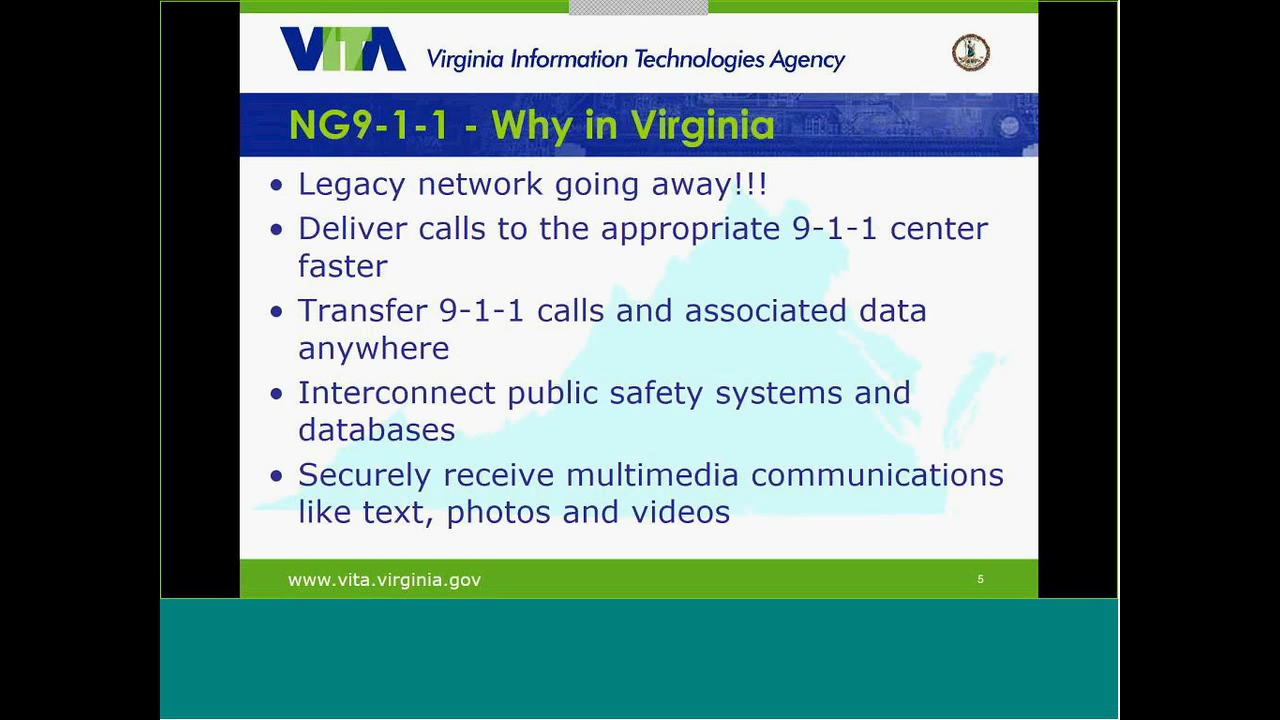 VITA Virginia Information Technologies Agency
NG9-1-1 - Why in Virginia
• Legacy network going away!!!
• Deliver calls to the appropriate 9-1-1 center
faster
• Transfer 9-1-1 calls and associated data
anywhere
• Interconnect public safety systems and
databases
• Securely receive multimedia communications
like text, photos and videos
www.vita.virginia.gov 5